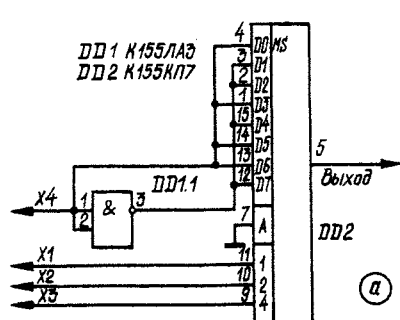 DD1 К155ЛА3
DD2 К155КП7
4 D0 MS
3 D1
2 D2
1 D3
15 D4
14 D5
13 D6
12 D7
5
Выход
DD1.1
X4 1 & 3
2
7 A
DD2
X1 11 1
X2 10 2
X3 9 4
а